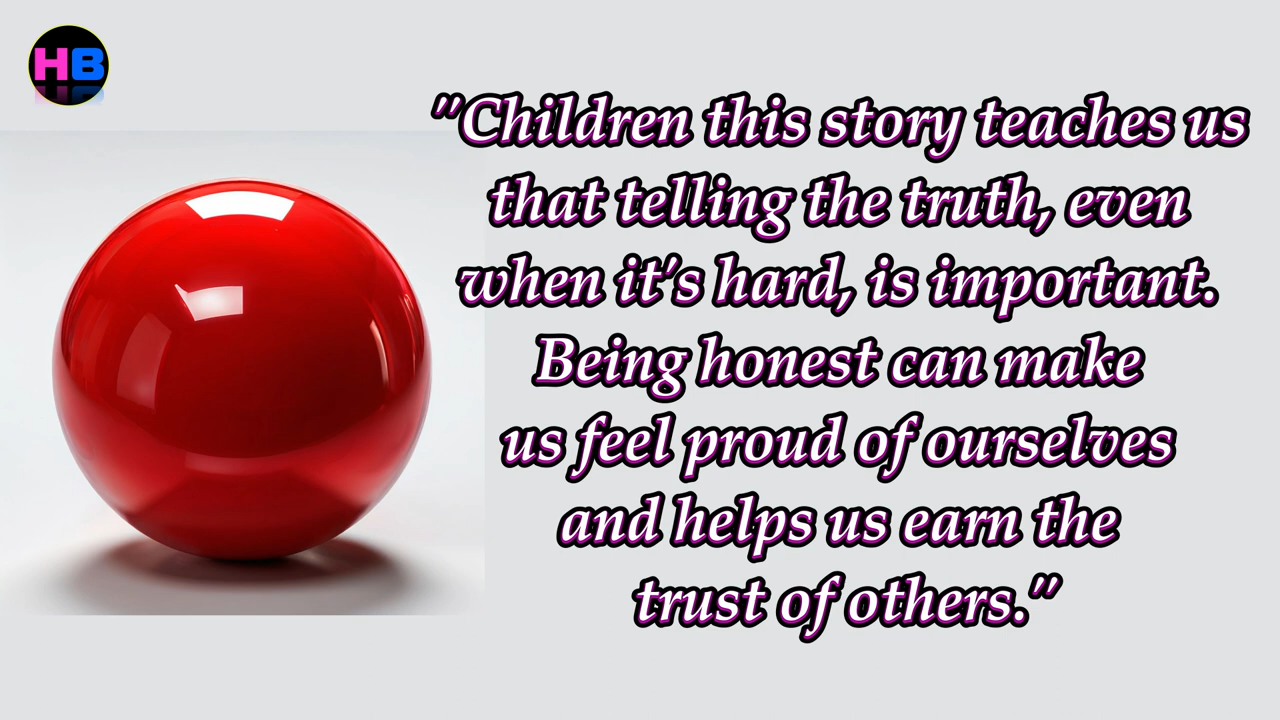 HB
"Children this story teaches us
that telling the truth, even
when it's hard, is important.
Being honest can make
us feel proud of ourselves
and helps us earn the
trust of others."